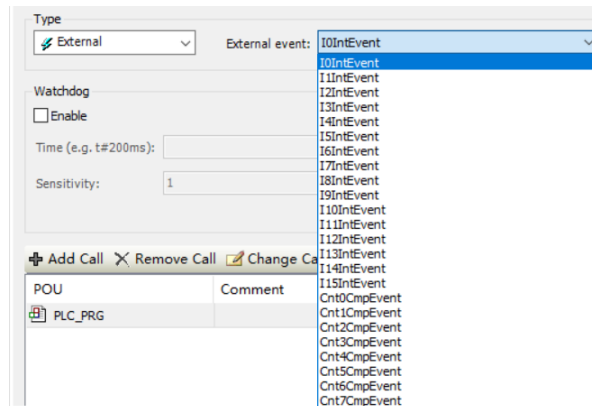 Type
External
External event:
I0IntEvent
I0IntEvent
I1IntEvent
I2IntEvent
I3IntEvent
I4IntEvent
I5IntEvent
I6IntEvent
I7IntEvent
I8IntEvent
I9IntEvent
I10IntEvent
I11IntEvent
I12IntEvent
I13IntEvent
I14IntEvent
I15IntEvent
Cnt0CmpEvent
Cnt1CmpEvent
Cnt2CmpEvent
Cnt3CmpEvent
Cnt4CmpEvent
Cnt5CmpEvent
Cnt6CmpEvent
Cnt7CmpEvent
Watchdog
Enable
Time (e.g. t#200ms):
Sensitivity:
1
Add Call Remove Call Change Ca
POU Comment
PLC_PRG